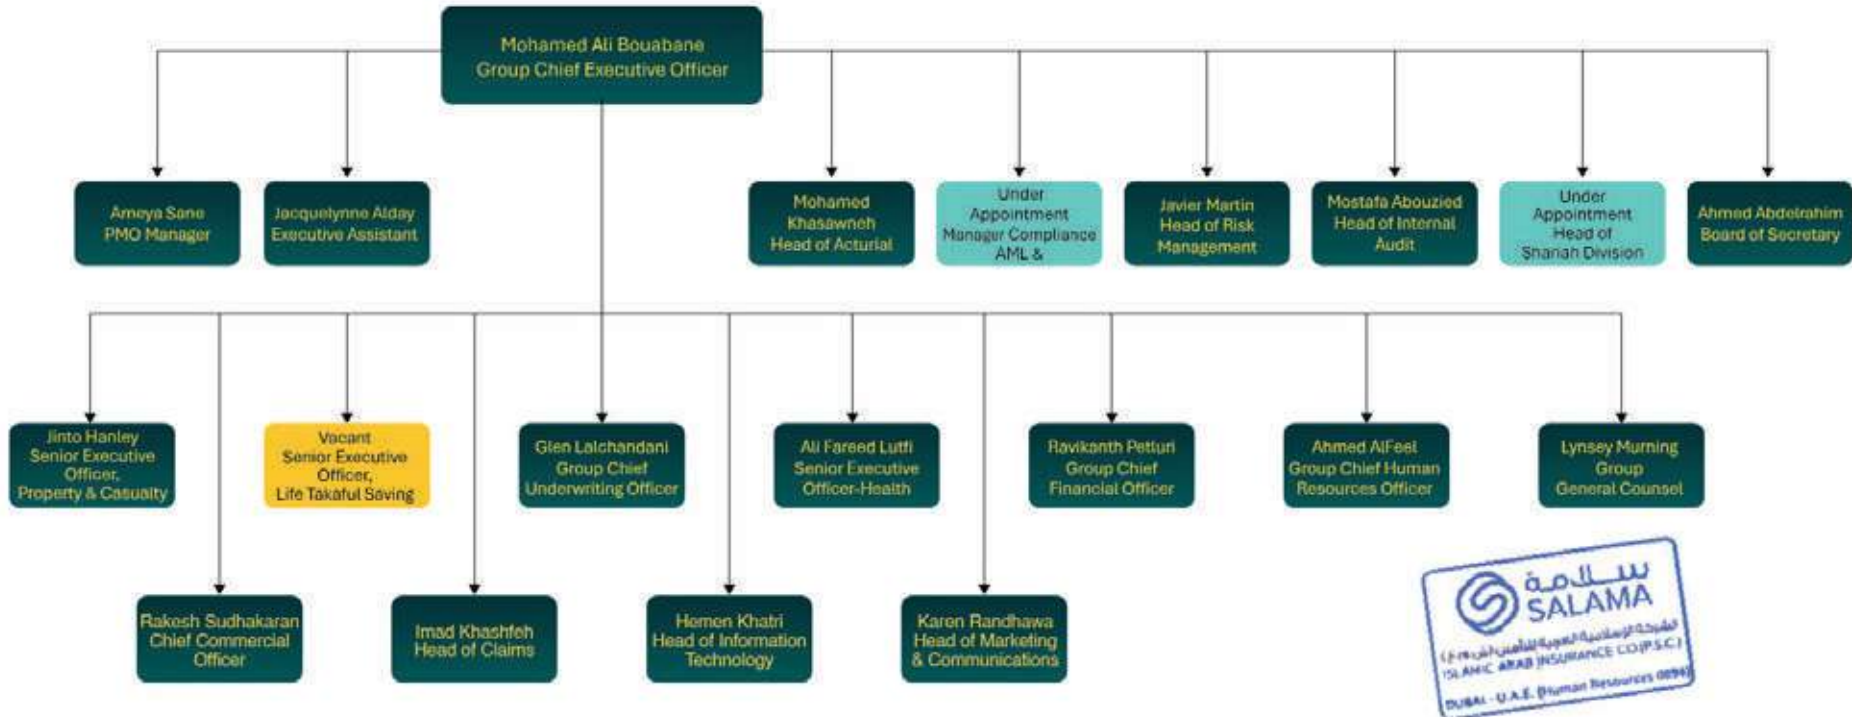 Mohamed Ali Bouabane
Group Chief Executive Officer
Ameya Sane
PMO Manager
Jacquelynne Alday
Executive Assistant
Mohamed
Khasawneh
Head of Acturial
Under
Appointment
Manager Compliance
AML &
Javier Martin
Head of Risk
Management
Mostafa Abouzied
Head of Internal
Audit
Under
Appointment
Head of
Shariah Division
Ahmed Abdelrahim
Board of Secretary
Jinto Hanley
Senior Executive
Officer,
Property & Casualty
Vacant
Senior Executive
Officer,
Life Takaful Saving
Glen Lalchandani
Group Chief
Underwriting Officer
Ali Fareed Lutfi
Senior Executive
Officer-Health
Ravikanth Petluri
Group Chief
Financial Officer
Ahmed AlFeel
Group Chief Human
Resources Officer
Lynsey Murning
Group
General Counsel
Rakesh Sudhakaran
Chief Commercial
Officer
Imad Khashfeh
Head of Claims
Hemen Khatri
Head of Information
Technology
Karen Randhawa
Head of Marketing
& Communications
سلامة
SALAMA
ISLAMIC ARAB INSURANCE CO.(P.S.C.)
DUBAI - U.A.E. (Human Resources 0894)